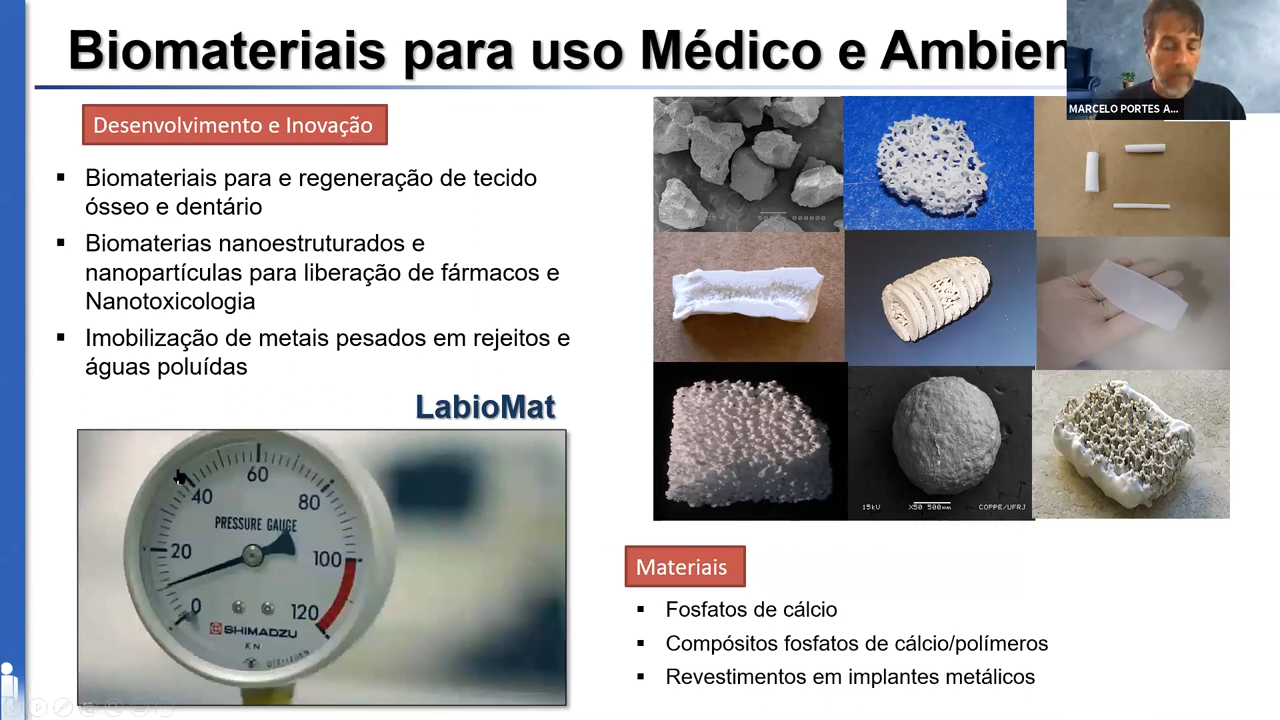 Biomateriais para uso Médico e Ambien
MARCELO PORTES A...
Desenvolvimento e Inovação
Biomateriais para e regeneração de tecido
ósseo e dentário
Biomaterias nanoestruturados e
nanopartículas para liberação de fármacos e
Nanotoxicologia
Imobilização de metais pesados em rejeitos e
águas poluídas
LabioMat
60
40
80
PRESSURE GAUGE
20
100
0
120
SHIMADZU
KN
15kV X50 500µm COPPE/UFRJ
Materiais
Fosfatos de cálcio
Compósitos fosfatos de cálcio/polímeros
Revestimentos em implantes metálicos